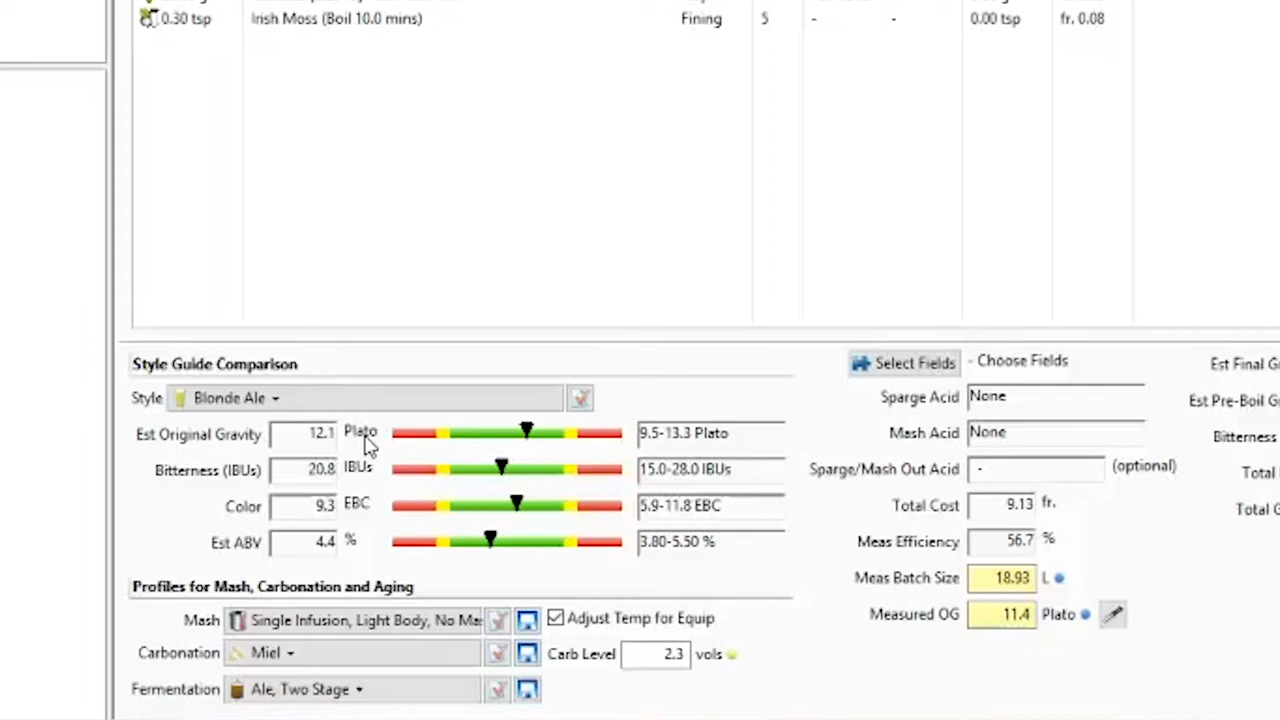 0.30 tsp Irish Moss (Boil 10.0 mins) Fining 5 - - 0.00 tsp fr. 0.08
Style Guide Comparison
Style Blonde Ale
Est Original Gravity 12.1 Plato 9.5-13.3 Plato
Bitterness (IBUs) 20.8 IBUs 15.0-28.0 IBUs
Color 9.3 EBC 5.9-11.8 EBC
Est ABV 4.4 % 3.80-5.50 %
Profiles for Mash, Carbonation and Aging
Mash Single Infusion, Light Body, No Ma Adjust Temp for Equip
Carbonation Miel Carb Level 2.3 vols
Fermentation Ale, Two Stage
Select Fields - Choose Fields
Sparge Acid None
Mash Acid None
Sparge/Mash Out Acid - (optional)
Total Cost 9.13 fr.
Meas Efficiency 56.7 %
Meas Batch Size 18.93 L
Measured OG 11.4 Plato
Est Final G
Est Pre-Boil G
Bitterness
Total
Total G